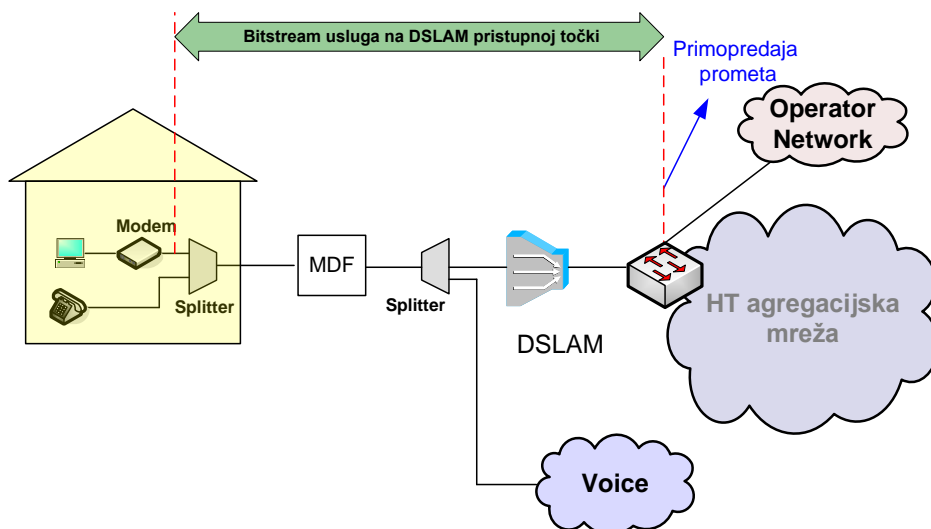 Bitstream usluga na DSLAM pristupnoj točki
Primopredaja
prometa
Operator
Network
Modem
Splitter
MDF
Splitter
DSLAM
HT agregacijska
mreža
Voice